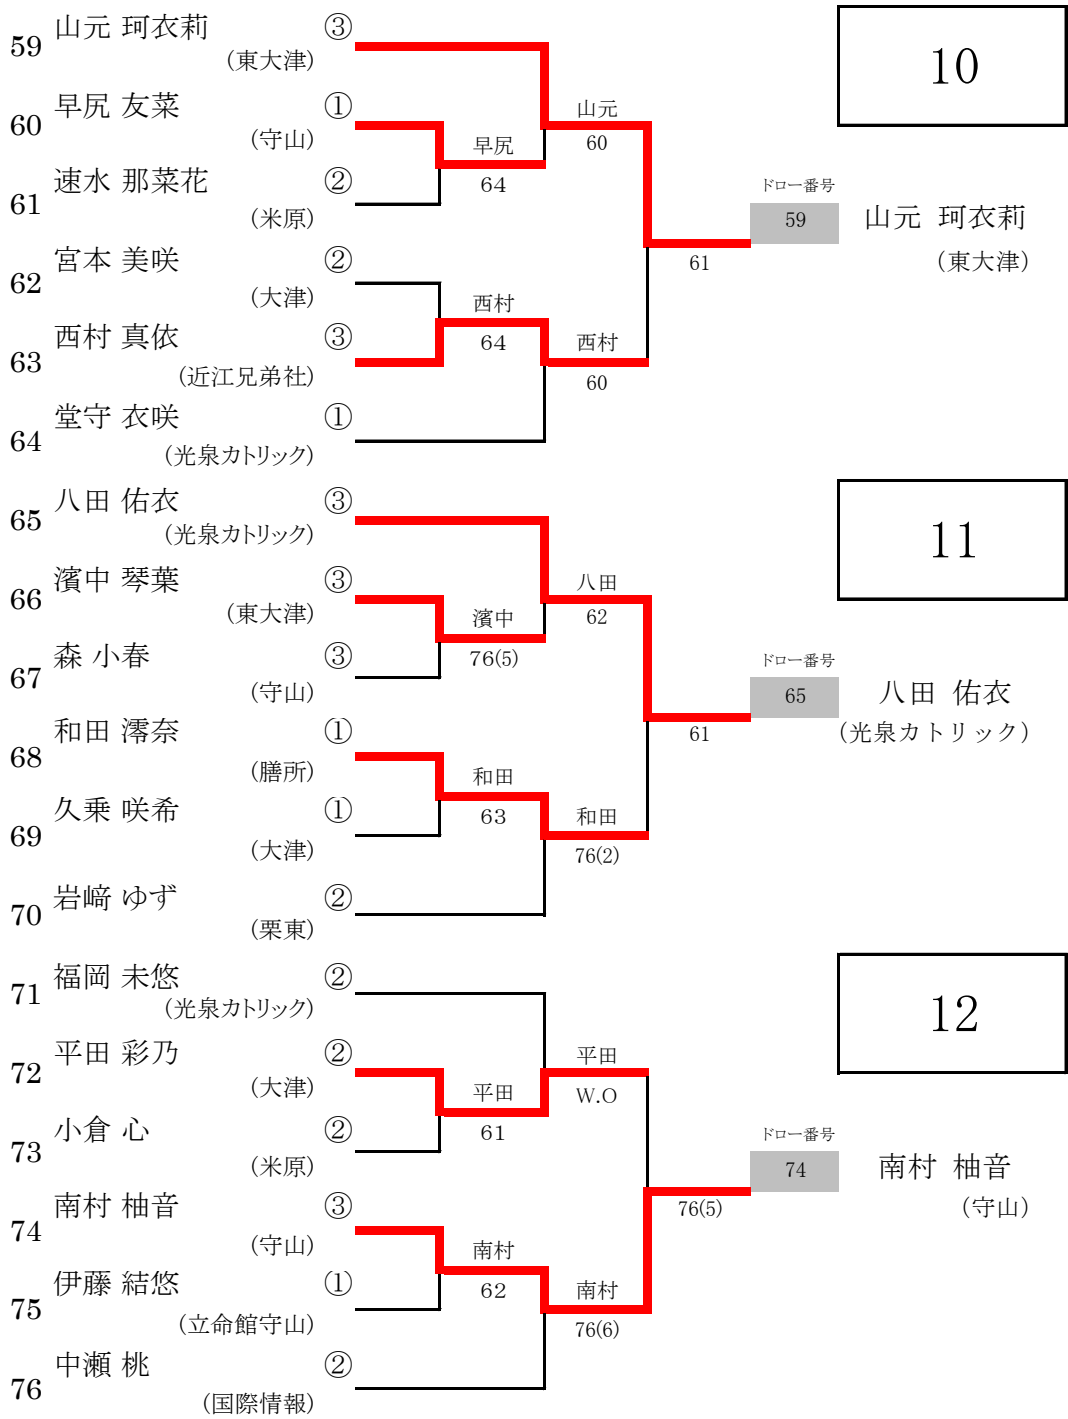 59 山元 珂衣莉 ③
(東大津)
60 早尻 友菜 ①
(守山)
61 速水 那菜花 ②
(米原)
62 宮本 美咲 ②
(大津)
63 西村 真依 ③
(近江兄弟社)
64 堂守 衣咲 ①
(光泉カトリック)
早尻
64
西村
64
山元
60
西村
60
61
10
ドロー番号
59
山元 珂衣莉
(東大津)
65 八田 佑衣 ③
(光泉カトリック)
66 濱中 琴葉 ③
(東大津)
67 森 小春 ③
(守山)
68 和田 澪奈 ①
(膳所)
69 久乗 咲希 ①
(大津)
70 岩﨑 ゆず ②
(栗東)
濱中
76(5)
和田
63
八田
62
和田
76(2)
61
11
ドロー番号
65
八田 佑衣
(光泉カトリック)
71 福岡 未悠 ②
(光泉カトリック)
72 平田 彩乃 ②
(大津)
73 小倉 心 ②
(米原)
74 南村 柚音 ③
(守山)
75 伊藤 結悠 ①
(立命館守山)
76 中瀬 桃 ②
(国際情報)
平田
61
南村
62
平田
W.O
南村
76(6)
76(5)
12
ドロー番号
74
南村 柚音
(守山)